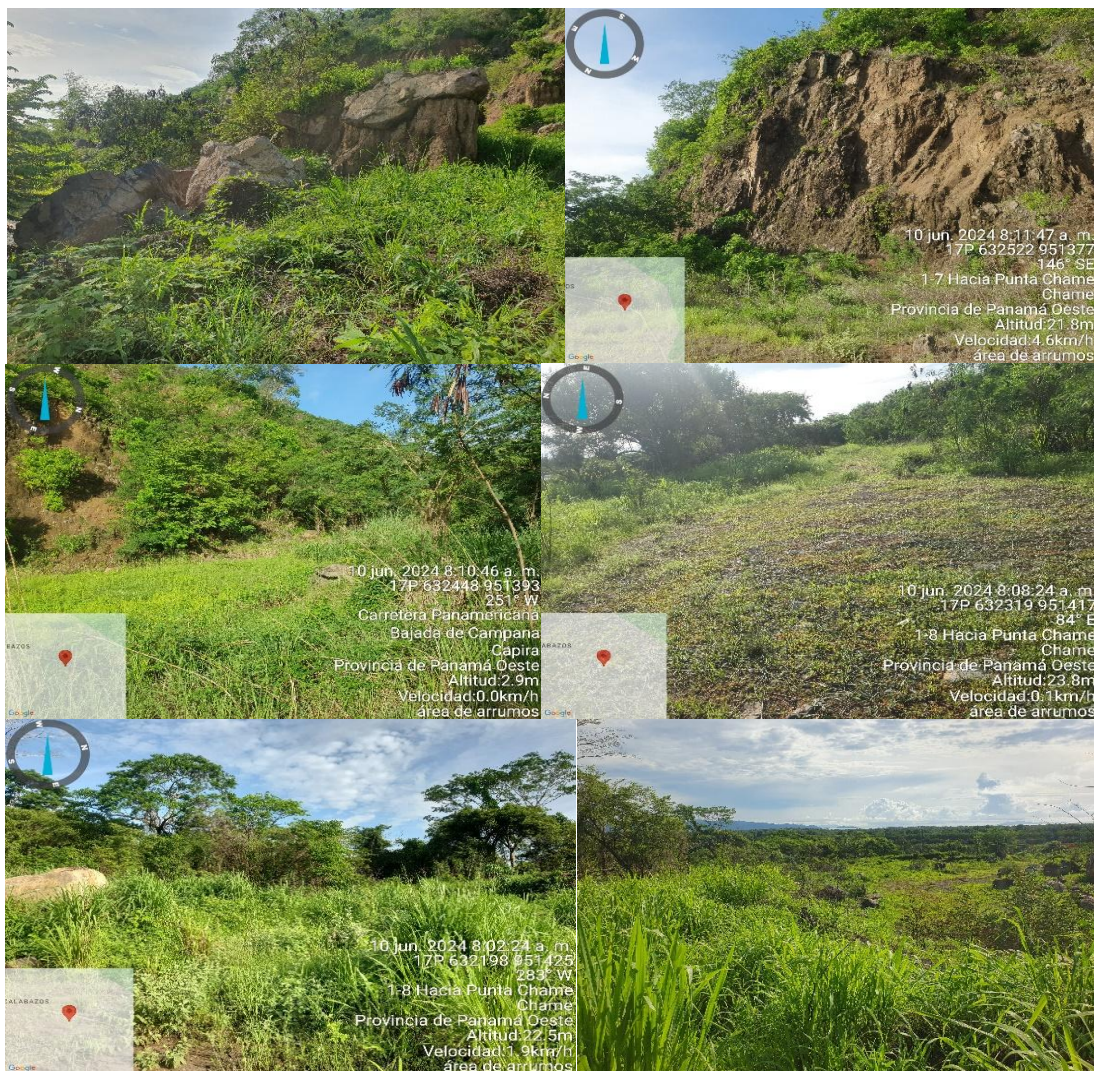 10 jun. 2024 8:11:47 a. m.
17P 632522 951377
146° SE
1-7 Hacia Punta Chame
Chame
Provincia de Panamá Oeste
Altitud:21.8m
Velocidad:4.6km/h
área de arrumos
Google
10 jun. 2024 8:10:46 a. m.
17P 632448 951393
251° W
Carretera Panamericana
Bajada de Campana
Capira
Provincia de Panamá Oeste
Altitud:2.9m
Velocidad:0.0km/h
área de arrumos
Google
10 jun. 2024 8:08:24 a. m.
17P 632319 951417
84° E
1-8 Hacia Punta Chame
Chame
Provincia de Panamá Oeste
Altitud:23.8m
Velocidad:0.1km/h
área de arrumos
Google
10 jun. 2024 8:02:24 a. m.
17P 632198 951425
283° W
1-8 Hacia Punta Chame
Chame
Provincia de Panamá Oeste
Altitud:22.5m
Velocidad:1.9km/h
área de arrumos
CALABAZOS
Google